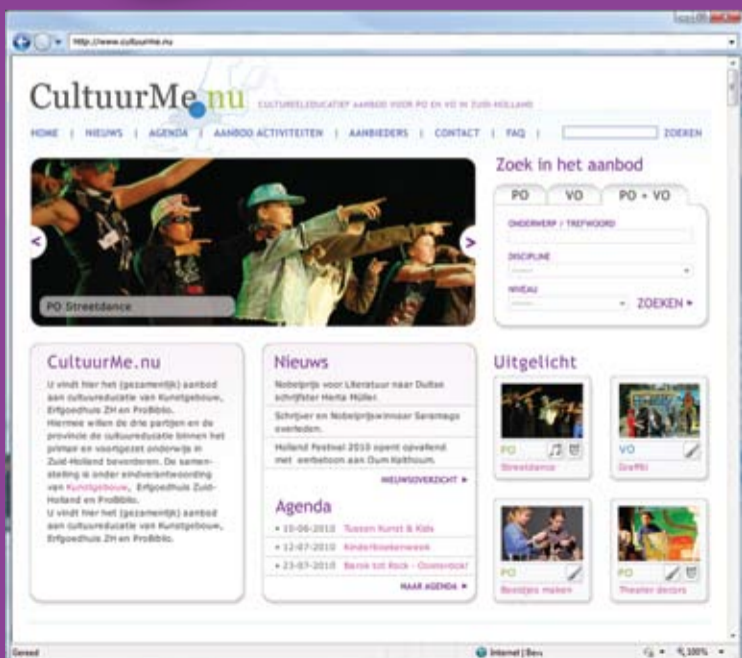 http://www.cultuurme.nu
CultuurMe.nu
CULTUREELEDUCATIEF AANBOD VOOR PO EN VO IN ZUID-HOLLAND
HOME | NIEUWS | AGENDA | AANBOD ACTIVITEITEN | AANBIEDERS | CONTACT | FAQ | ZOEKEN
< >
PO Streetdance
Zoek in het aanbod
PO VO PO + VO
ONDERWERP / TREFWOORD
DISCIPLINE
NIVEAU
ZOEKEN
CultuurMe.nu
U vindt hier het (gezamenlijk) aanbod
aan cultuureducatie van Kunstgebouw,
Erfgoedhuis ZH en ProBiblio.
Hiermee willen de drie partijen en de
provincie de cultuureducatie binnen het
primair en voortgezet onderwijs in
Zuid-Holland bevorderen. De samen-
stelling is onder eindverantwoording
van Kunstgebouw, Erfgoedhuis Zuid-
Holland en ProBiblio.
U vindt hier het (gezamenlijk) aanbod
aan cultuureducatie van Kunstgebouw,
Erfgoedhuis ZH en ProBiblio.
Nieuws
Nobelprijs voor Literatuur naar Duitse
schrijfster Herta Müller.
Schrijver en Nobelprijswinnaar Saramago
overleden.
Holland Festival 2010 opent opvallend
met eerbetoon aan Oum Kalthoum.
NIEUWSOVERZICHT
Agenda
• 10-06-2010 Tussen Kunst & Kids
• 12-07-2010 Kinderboekenweek
• 23-07-2010 Barok tot Rock -
NAAR AGENDA
Uitgelicht
PO
Streetdance
VO
Graffiti
PO
Beeldjes maken
PO
Theater decors
Gereed
Internet |
100%